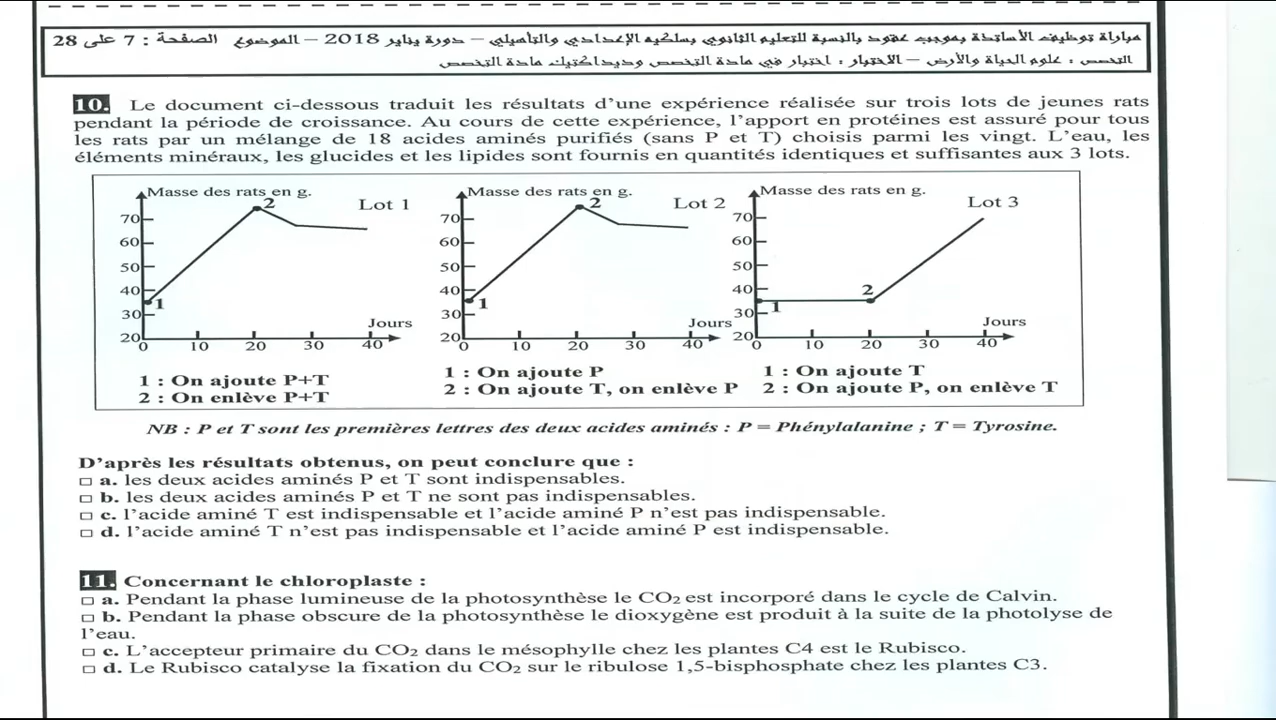 مباراة توظيف الأساتذة بموجب عقود بالنسبة للتعليم الثانوي بسلكيه الإعدادي والتأهيلي – دورة يناير 2018 – الموضوع الصفحة : 7 على 28
التخصص : علوم الحياة والأرض – الاختبار : اختبار في مادة التخصص وديداكتيك مادة التخصص
10. Le document ci-dessous traduit les résultats d'une expérience réalisée sur trois lots de jeunes rats
pendant la période de croissance. Au cours de cette expérience, l'apport en protéines est assuré pour tous
les rats par un mélange de 18 acides aminés purifiés (sans P et T) choisis parmi les vingt. L'eau, les
éléments minéraux, les glucides et les lipides sont fournis en quantités identiques et suffisantes aux 3 lots.
Masse des rats en g.
Lot 1
2
70
60
50
40
1
30
20
Jours
0 10 20 30 40
1 : On ajoute P+T
2 : On enlève P+T
Masse des rats en g.
Lot 2
2
70
60
50
40
1
30
20
Jours
0 10 20 30 40
1 : On ajoute P
2 : On ajoute T, on enlève P
Masse des rats en g.
Lot 3
70
60
50
40
2
1
30
20
Jours
0 10 20 30 40
1 : On ajoute T
2 : On ajoute P, on enlève T
NB : P et T sont les premières lettres des deux acides aminés : P = Phénylalanine ; T = Tyrosine.
D'après les résultats obtenus, on peut conclure que :
□ a. les deux acides aminés P et T sont indispensables.
□ b. les deux acides aminés P et T ne sont pas indispensables.
□ c. l'acide aminé T est indispensable et l'acide aminé P n'est pas indispensable.
□ d. l'acide aminé T n'est pas indispensable et l'acide aminé P est indispensable.
11. Concernant le chloroplaste :
□ a. Pendant la phase lumineuse de la photosynthèse le CO₂ est incorporé dans le cycle de Calvin.
□ b. Pendant la phase obscure de la photosynthèse le dioxygène est produit à la suite de la photolyse de
l'eau.
□ c. L'accepteur primaire du CO₂ dans le mésophylle chez les plantes C4 est le Rubisco.
□ d. Le Rubisco catalyse la fixation du CO₂ sur le ribulose 1,5-bisphosphate chez les plantes C3.